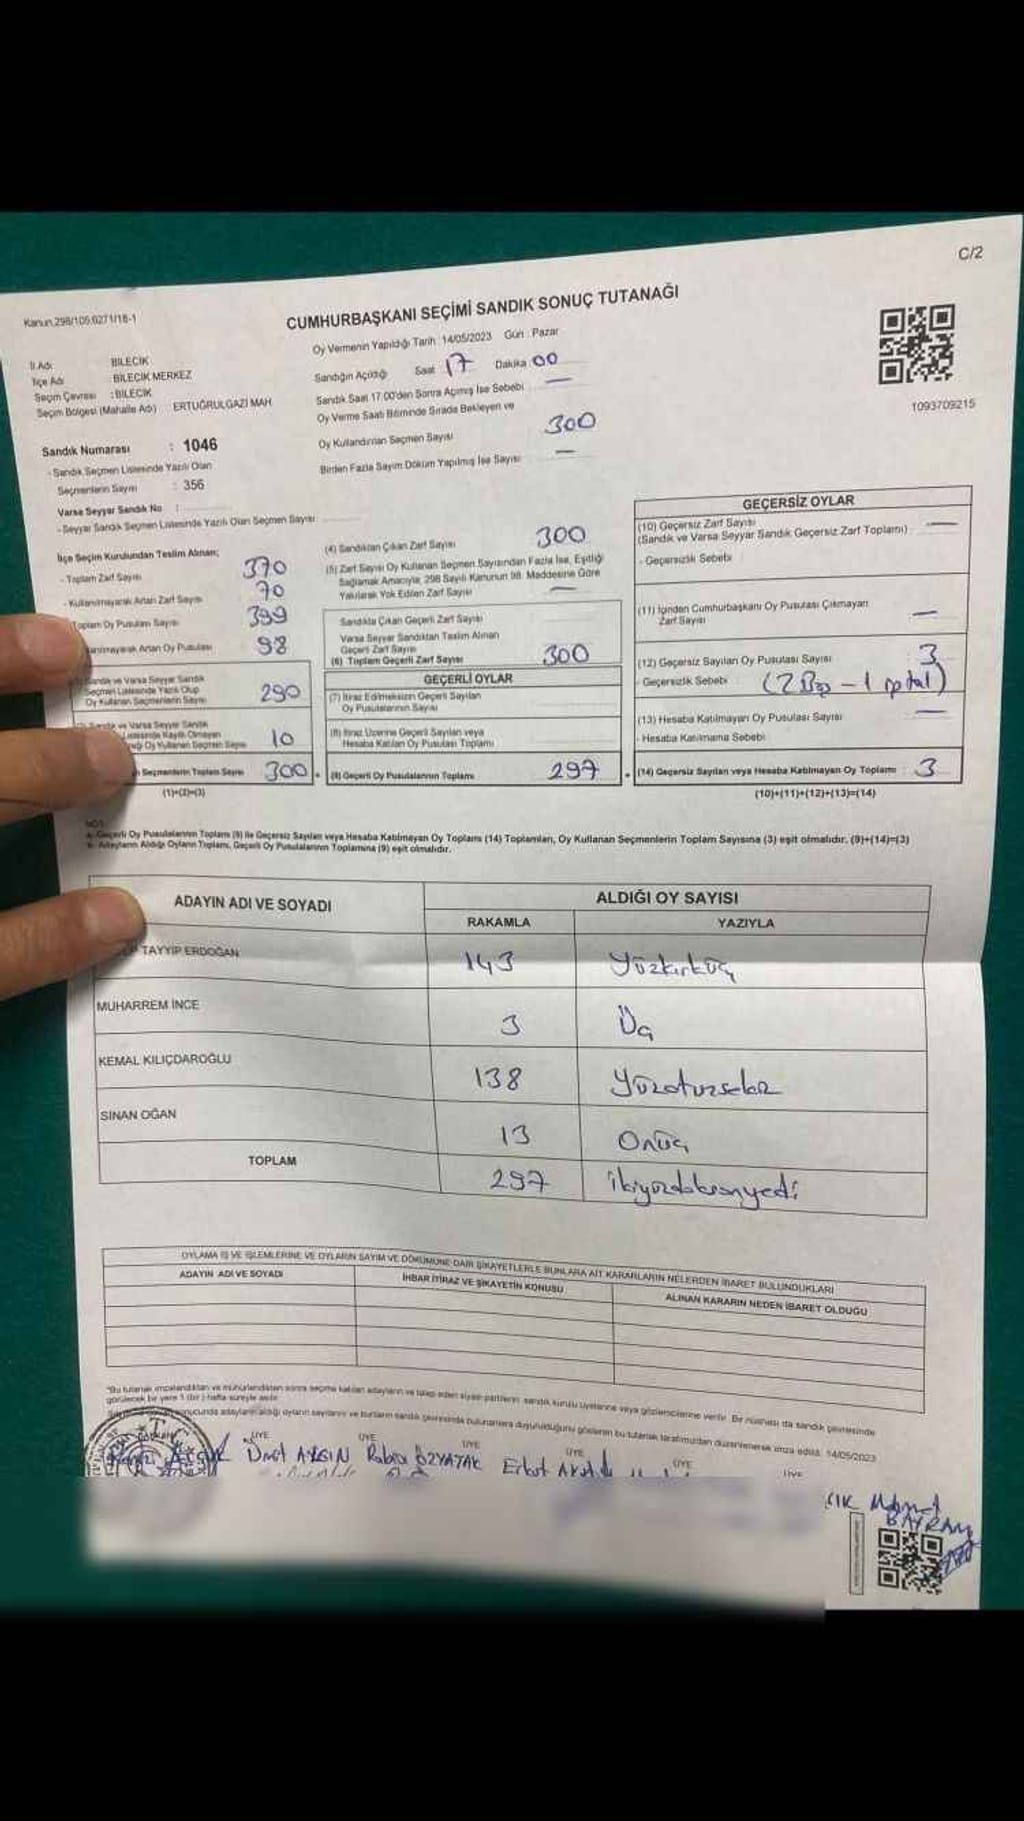 C/2
Kanun.298/105,6271/18-1
CUMHURBAŞKANI SEÇİMİ SANDIK SONUÇ TUTANAĞI
Oy Vermenin Yapıldığı Tarih : 14/05/2023 Gün : Pazar
İl Adı : BİLECİK
İlçe Adı : BİLECİK MERKEZ
Seçim Çevresi : BİLECİK
Seçim Bölgesi (Mahalle Adı) ERTUĞRULGAZİ MAH.
Sandığın Açıldığı Saat 17 Dakika : 00
Sandık Saat 17.00'den Sonra Açılmış İse Sebebi —
Oy Verme Saati Bitiminde Sırada Bekleyen ve
Oy Kullandırılan Seçmen Sayısı 300
Birden Fazla Sayım Döküm Yapılmış İse Sayısı —
1093709215
Sandık Numarası : 1046
- Sandık Seçmen Listesinde Yazılı Olan
Seçmenlerin Sayısı : 356
Varsa Seyyar Sandık No :
- Seyyar Sandık Seçmen Listesinde Yazılı Olan Seçmen Sayısı
İlçe Seçim Kurulundan Teslim Alınan;
- Toplam Zarf Sayısı 370
- Kullanılmayarak Artan Zarf Sayısı 70
Toplam Oy Pusulası Sayısı 399
Artan Oy Pusulası 98
Sandık ve Varsa Seyyar Sandık
Seçmen Listesinde Yazılı Olup
Oy Kullanan Seçmenlerin Sayısı 290
Sandık ve Varsa Seyyar Sandık
Kayıtlı Olmayan
Oy Kullanan Seçmen Sayısı 10
Seçmenlerin Toplam Sayısı 300
(1)+(2)=(3)
(4) Sandıktan Çıkan Zarf Sayısı 300
(5) Zarf Sayısı Oy Kullanan Seçmen Sayısından Fazla İse, Eşitliği
Sağlamak Amacıyla, 298 Sayılı Kanunun 98. Maddesine Göre
Yakılarak Yok Edilen Zarf Sayısı —
Sandıkta Çıkan Geçerli Zarf Sayısı
Varsa Seyyar Sandıktan Teslim Alınan
Geçerli Zarf Sayısı
(6) Toplam Geçerli Zarf Sayısı 300
GEÇERLİ OYLAR
(7) İtiraz Edilmeksizin Geçerli Sayılan
Oy Pusulalarının Sayısı
(8) İtiraz Üzerine Geçerli Sayılan veya
Hesaba Katılan Oy Pusulası Toplamı
(9) Geçerli Oy Pusulalarının Toplamı 297
GEÇERSİZ OYLAR
(10) Geçersiz Zarf Sayısı —
(Sandık ve Varsa Seyyar Sandık Geçersiz Zarf Toplamı)
- Geçersizlik Sebebi
(11) İçinden Cumhurbaşkanı Oy Pusulası Çıkmayan
Zarf Sayısı —
(12) Geçersiz Sayılan Oy Pusulası Sayısı 3
- Geçersizlik Sebebi (2 Boş - 1 iptal)
(13) Hesaba Katılmayan Oy Pusulası Sayısı —
- Hesaba Katılmama Sebebi
(14) Geçersiz Sayılan veya Hesaba Katılmayan Oy Toplamı : 3
(10)+(11)+(12)+(13)=(14)
NOT:
a- Geçerli Oy Pusulalarının Toplamı (9) ile Geçersiz Sayılan veya Hesaba Katılmayan Oy Toplamı (14) Toplamları, Oy Kullanan Seçmenlerin Toplam Sayısına (3) eşit olmalıdır. (9)+(14)=(3)
b- Adayların Aldığı Oyların Toplamı, Geçerli Oy Pusulalarının Toplamına (9) eşit olmalıdır.
ADAYIN ADI VE SOYADI
ALDIĞI OY SAYISI
RAKAMLA YAZIYLA
TAYYİP ERDOĞAN 143 Yüzkırküç
MUHARREM İNCE 3 Üç
KEMAL KILIÇDAROĞLU 138 Yüzotuzsekiz
SİNAN OĞAN 13 Onüç
TOPLAM 297 ikiyüzdoksanyedi
OYLAMA İŞ VE İŞLEMLERİNE VE OYLARIN SAYIM VE DÖKÜMÜNE DAİR ŞİKAYETLERLE BUNLARA AİT KARARLARIN NELERDEN İBARET BULUNDUKLARI
ADAYIN ADI VE SOYADI İHBAR İTİRAZ VE ŞİKAYETİN KONUSU ALINAN KARARIN NEDEN İBARET OLDUĞU
*Bu tutanak imzalandıktan ve mühürlendikten sonra seçime katılan adayların ve talep eden siyasi partilerin sandık kurulu üyelerine veya gözlemcilerine verilir. Bir nüshası da sandık çevresinde
görülecek bir yere 1 (bir) hafta süreyle asılır.
sonucunda adayların aldığı oyların sayılarını ve bunların sandık çevresinde bulunanlara duyurulduğunu gösteren bu tutanak tarafımızdan düzenlenerek imza edildi. 14/05/2023
ÜYE ÜYE ÜYE ÜYE ÜYE ÜYE
Ümit AYGIN Rabia ÖZYATAK
Mehmet
BAYRAM